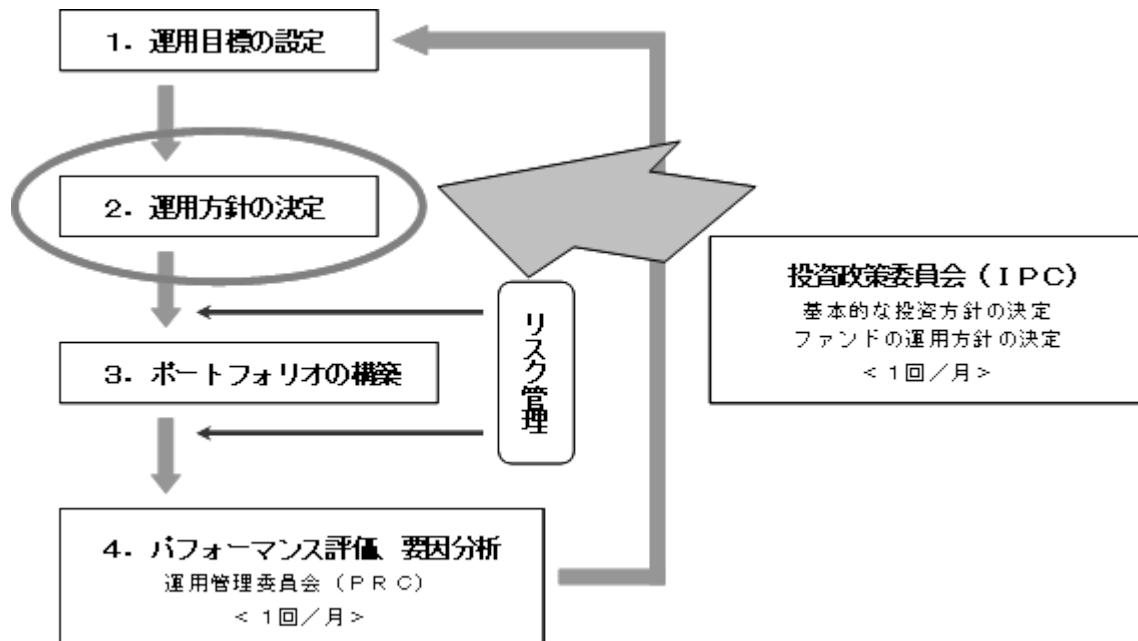 １．運用目標の設定
２．運用方針の決定
３．ポートフォリオの構築
４．パフォーマンス評価、要因分析
運用管理委員会（ＰＲＣ）
＜１回／月＞
リスク管理
投資政策委員会（ＩＰＣ）
基本的な投資方針の決定
ファンドの運用方針の決定
＜１回／月＞